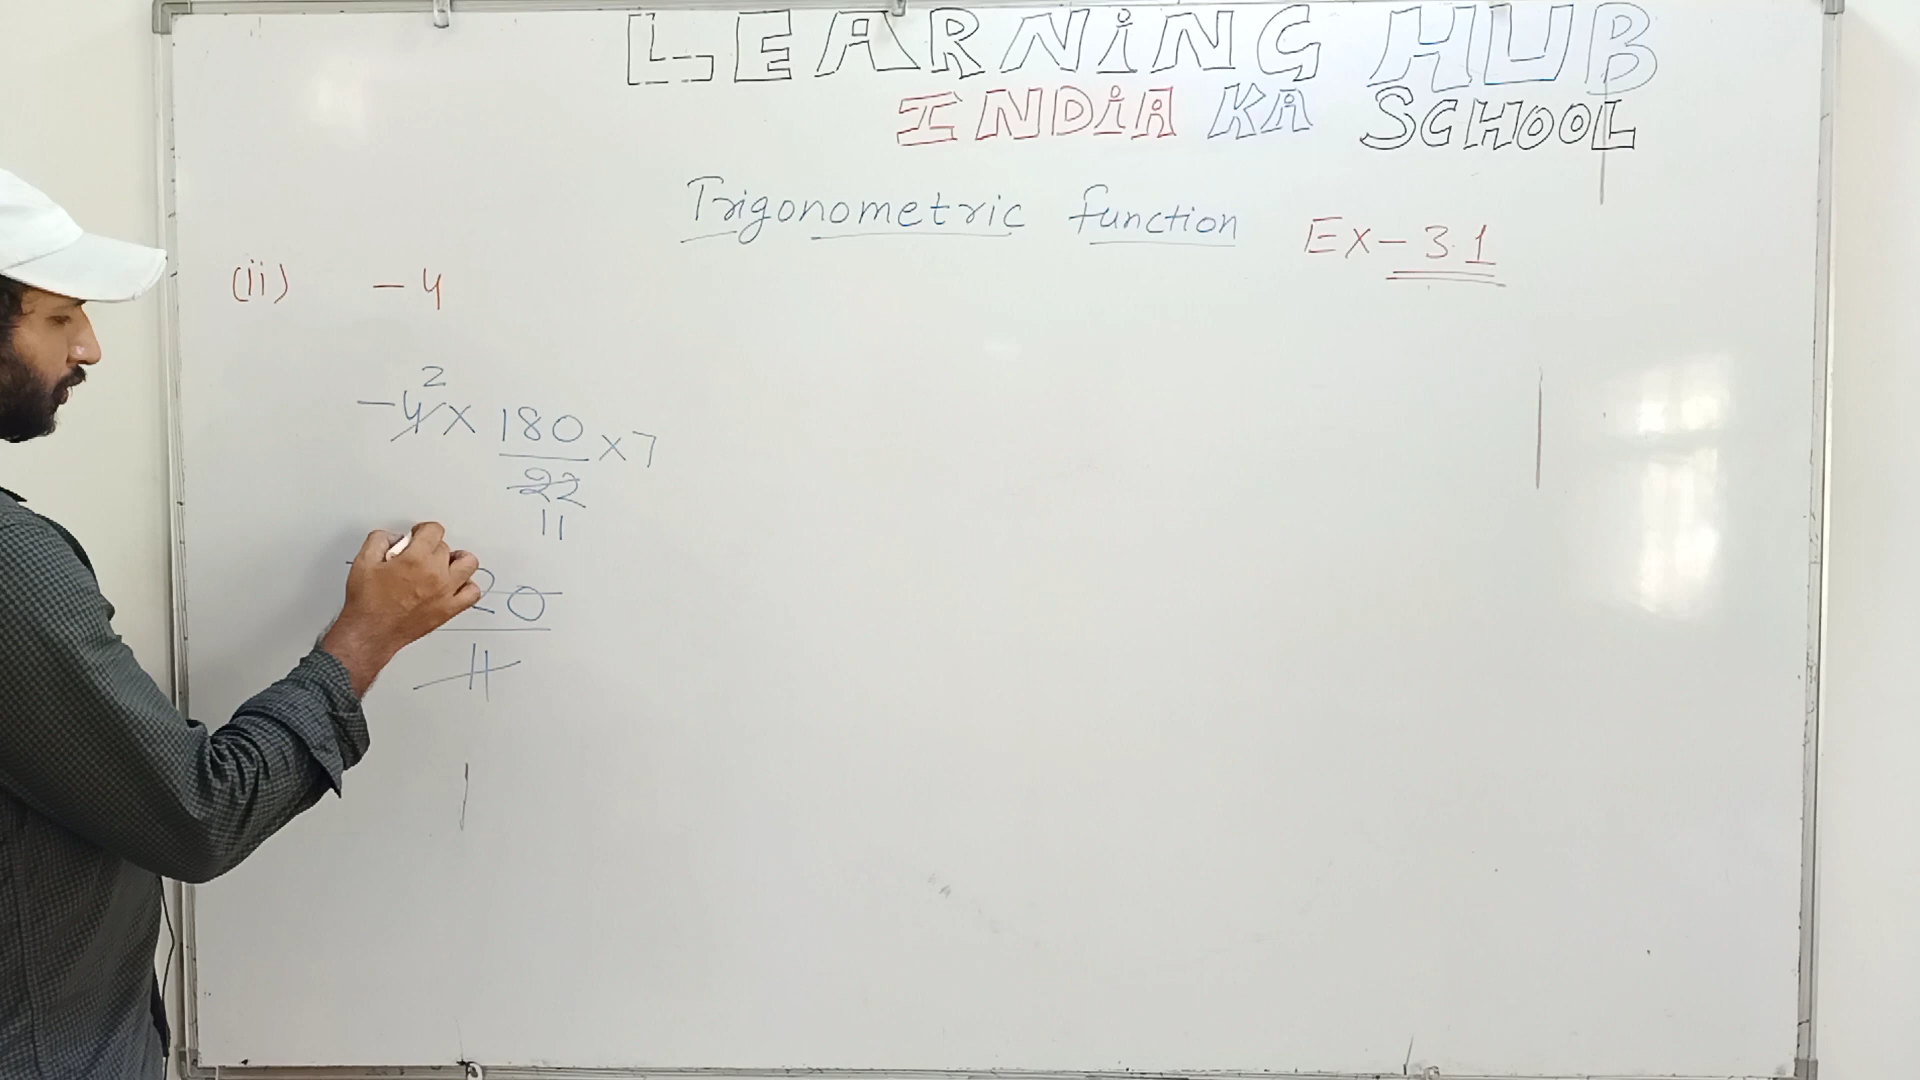 LEARNING HUB
INDIA KA SCHOOL
Trigonometric function Ex-3.1
(ii) -4
2
-4 x 180 x 7
22
11
20
11